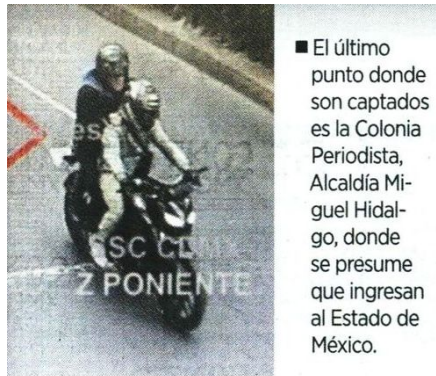 SSC CDMX
Z PONIENTE
■ El último
punto donde
son captados
es la Colonia
Periodista,
Alcaldía Mi-
guel Hidal-
go, donde
se presume
que ingresan
al Estado de
México.